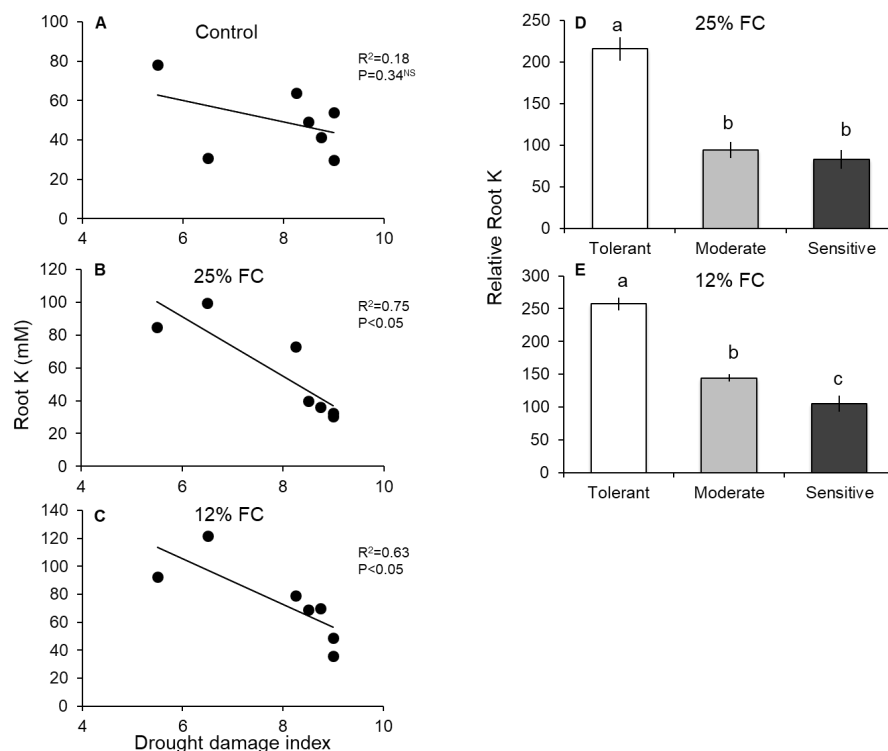 A
Control
R²=0.18
P=0.34ᴺˢ
100
80
60
40
20
0
4 6 8 10
B
25% FC
R²=0.75
P<0.05
120
100
80
60
40
20
0
4 6 8 10
Root K (mM)
C
12% FC
R²=0.63
P<0.05
140
120
100
80
60
40
20
0
4 6 8 10
Drought damage index
D
25% FC
250
200
150
100
50
0
a
b
b
Tolerant Moderate Sensitive
Relative Root K
E
12% FC
300
250
200
150
100
50
0
a
b
c
Tolerant Moderate Sensitive